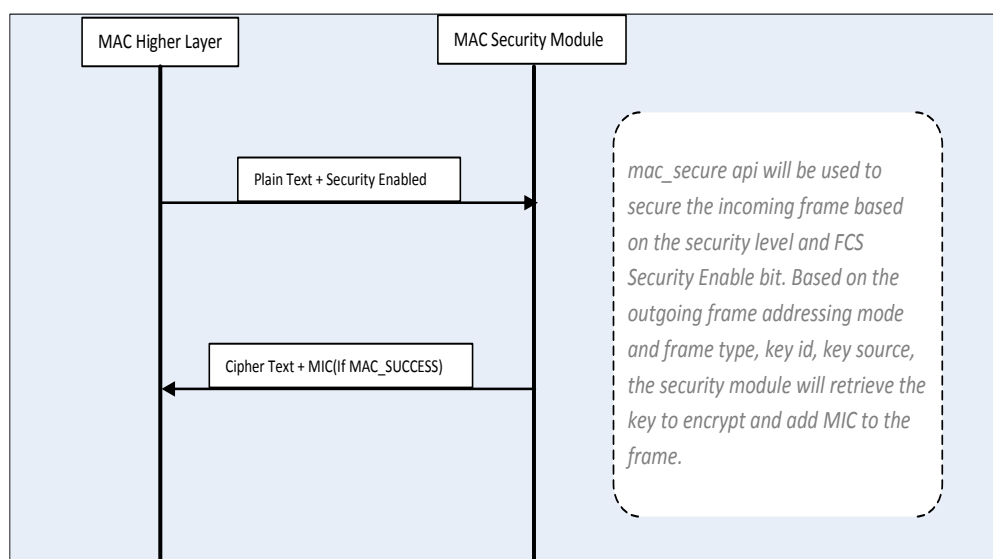 MAC Higher Layer
MAC Security Module
Plain Text + Security Enabled
Cipher Text + MIC(If MAC_SUCCESS)
mac_secure api will be used to
secure the incoming frame based
on the security level and FCS
Security Enable bit. Based on the
outgoing frame addressing mode
and frame type, key id, key source,
the security module will retrieve the
key to encrypt and add MIC to the
frame.